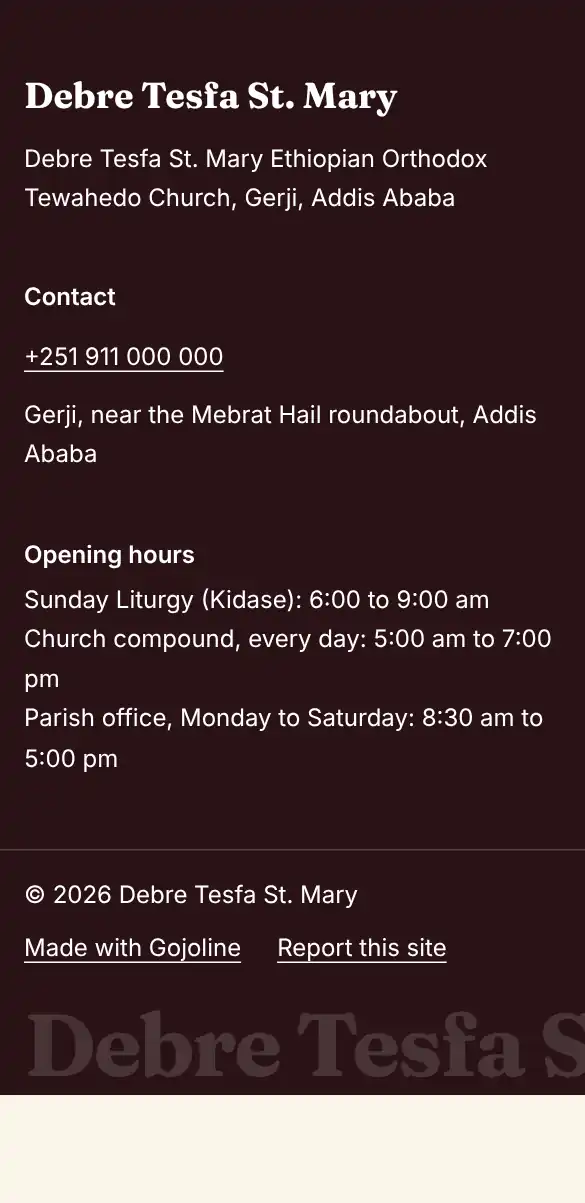 Debre Tesfa St. Mary
Debre Tesfa St. Mary Ethiopian Orthodox
Tewahedo Church, Gerji, Addis Ababa
Contact
+251 911 000 000
Gerji, near the Mebrat Hail roundabout, Addis
Ababa
Opening hours
Sunday Liturgy (Kidase): 6:00 to 9:00 am
Church compound, every day: 5:00 am to 7:00
pm
Parish office, Monday to Saturday: 8:30 am to
5:00 pm
© 2026 Debre Tesfa St. Mary
Made with Gojoline Report this site
Debre Tesfa S